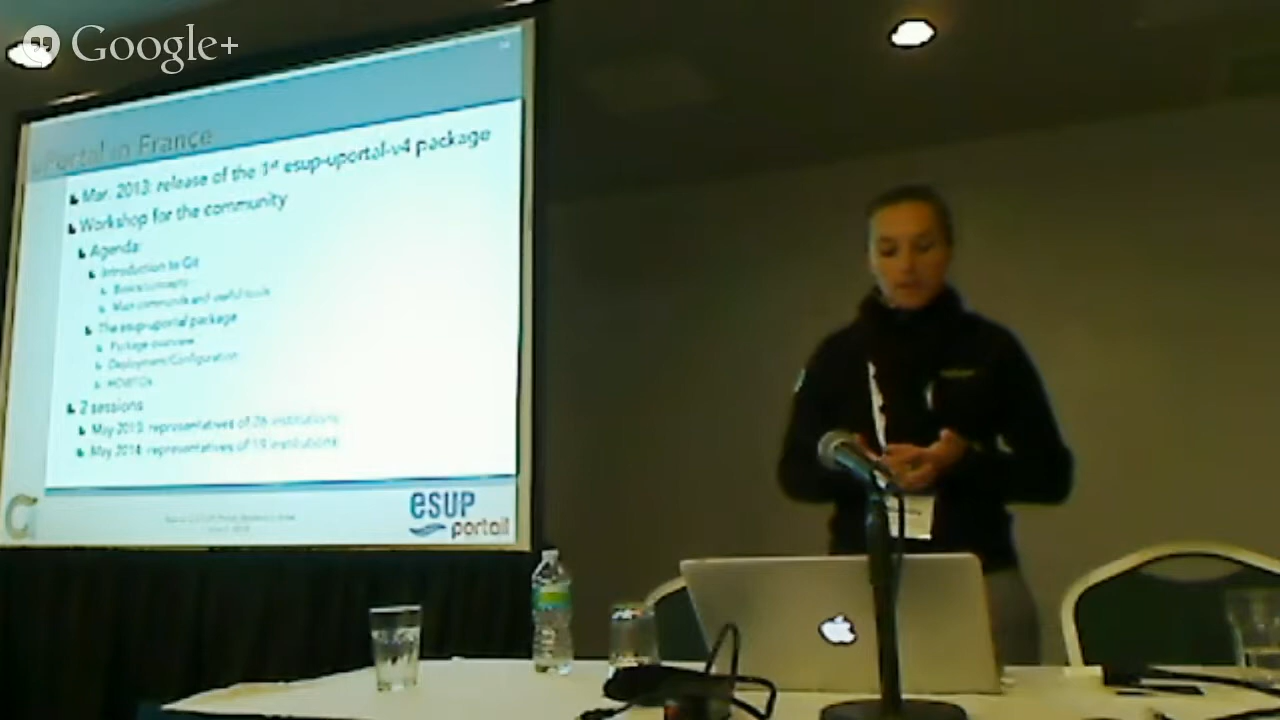 Google+
Portal in France
Mar. 2013: release of the 1st esup-uportal-v4 package
Workshop for the community
Agenda:
Introduction to Git
Basics concepts
Main commands and useful tools
The esup-uportal package
Package overview
Deployment/Configuration
HOWTOs
2 sessions
May 2013: representatives of 26 institutions
May 2014: representatives of 19 institutions
esup
portail